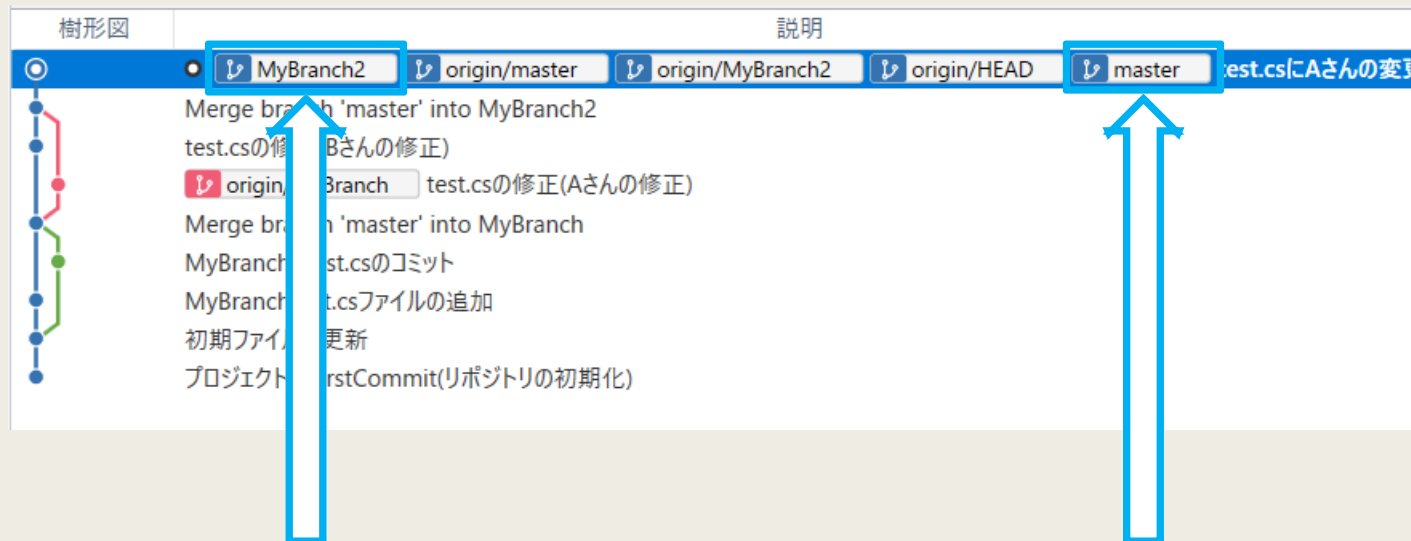 樹形図 説明
MyBranch2 origin/master origin/MyBranch2 origin/HEAD master est.csにAさんの変
Merge branch 'master' into MyBranch2
test.csの修 Bさんの修正)
origin/ Branch test.csの修正(Aさんの修正)
Merge bra n 'master' into MyBranch
MyBranch st.csのコミット
MyBranch t.csファイルの追加
初期ファイ 更新
プロジェクト rstCommit(リポジトリの初期化)